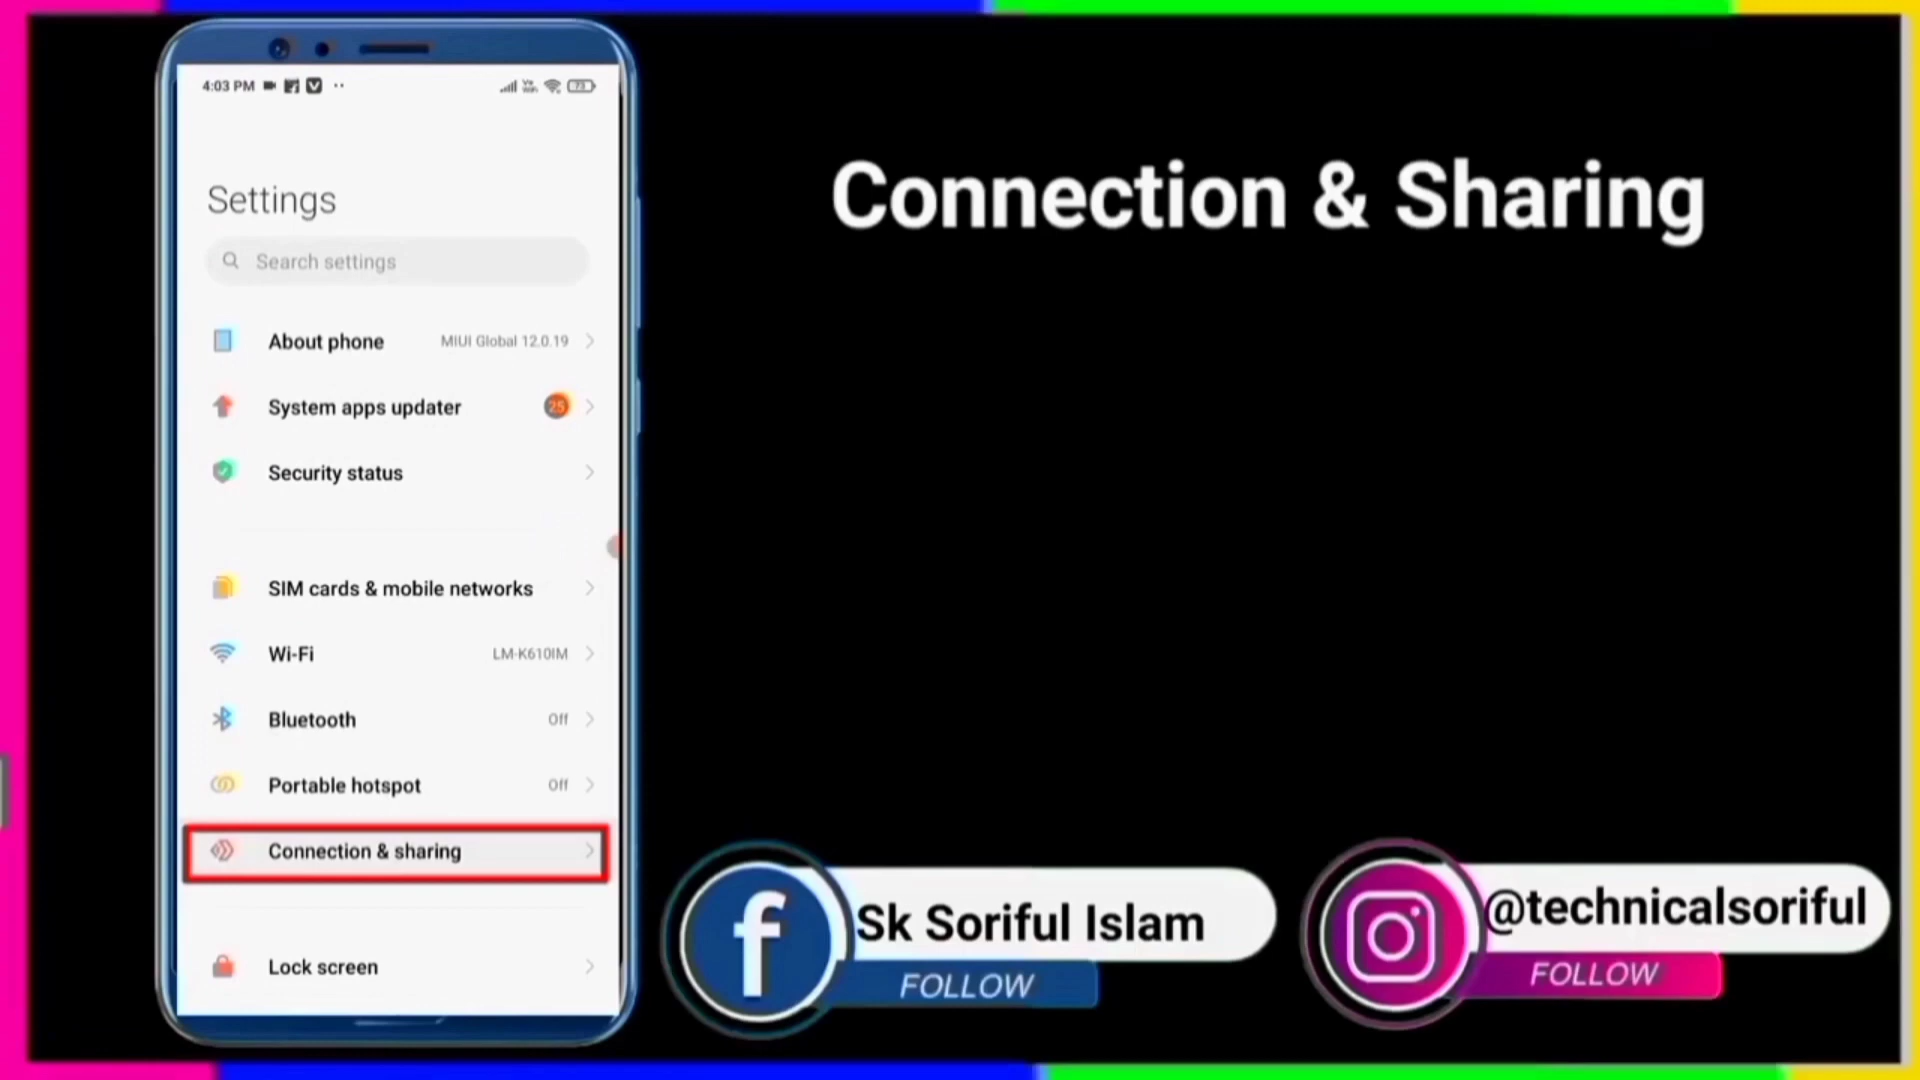 4:03 PM
73
Settings
Search settings
About phone MIUI Global 12.0.19
System apps updater 25
Security status
SIM cards & mobile networks
Wi-Fi LM-K610IM
Bluetooth Off
Portable hotspot Off
Connection & sharing
Lock screen
Connection & Sharing
Sk Soriful Islam
FOLLOW
@technicalsoriful
FOLLOW